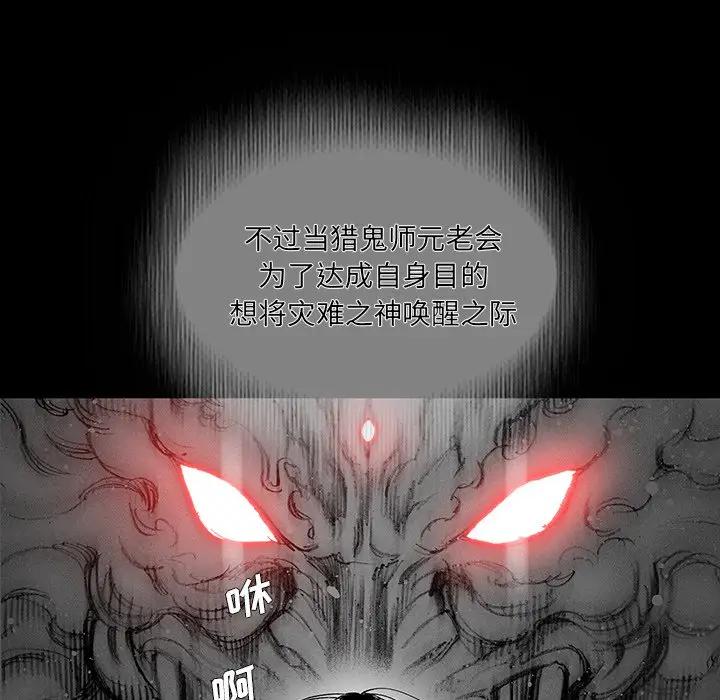 不过当猎鬼师元老会
为了达成自身目的
想将灾难之神唤醒之际
咻
啊